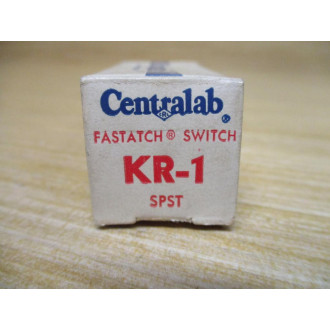 Centralab
FASTATCH® SWITCH
KR-1
SPST